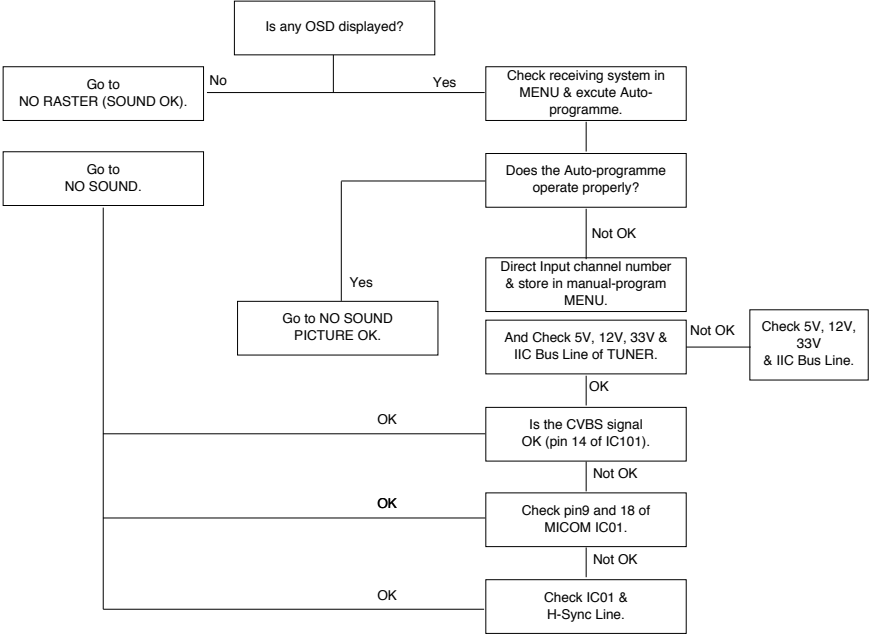 Is any OSD displayed?
Go to
NO RASTER (SOUND OK).
No
Yes
Check receiving system in
MENU & excute Auto-
programme.
Go to
NO SOUND.
Does the Auto-programme
operate properly?
Not OK
Yes
Direct Input channel number
& store in manual-program
MENU.
Go to NO SOUND
PICTURE OK.
And Check 5V, 12V, 33V &
IIC Bus Line of TUNER.
Not OK
Check 5V, 12V,
33V
& IIC Bus Line.
OK
OK
Is the CVBS signal
OK (pin 14 of IC101).
Not OK
OK
Check pin9 and 18 of
MICOM IC01.
Not OK
OK
Check IC01 &
H-Sync Line.